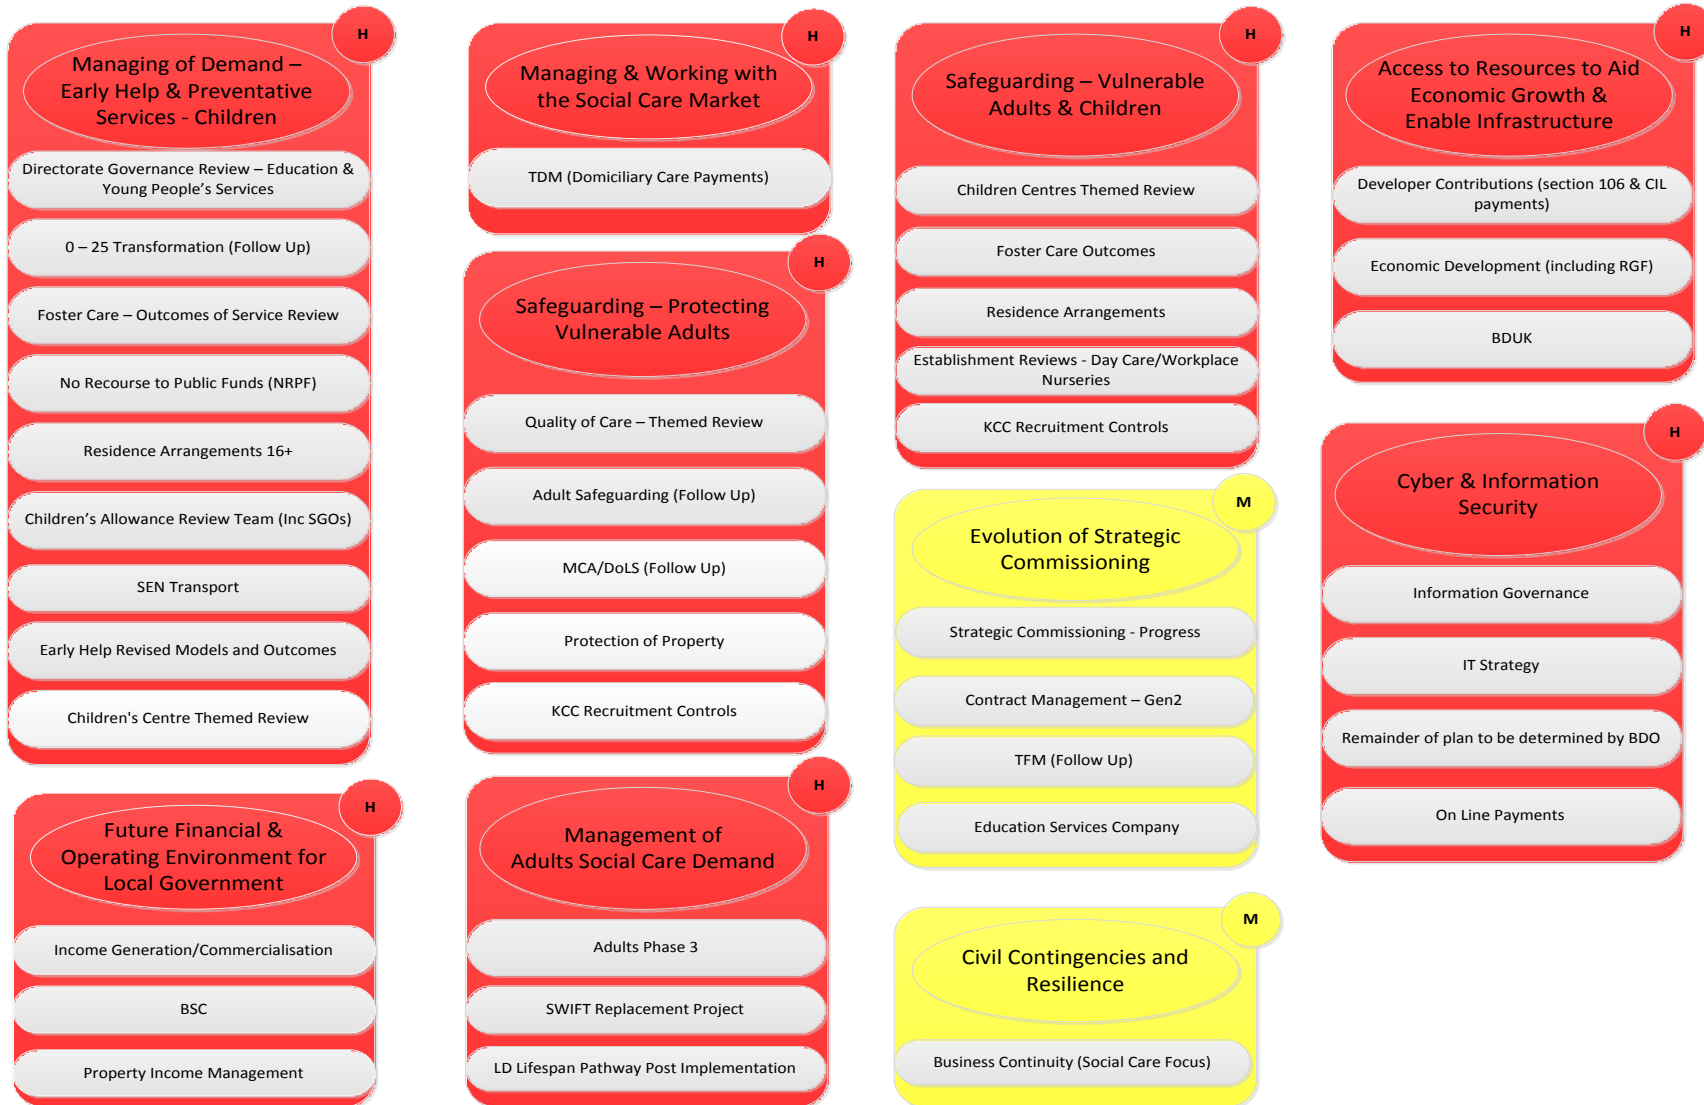 H
Managing of Demand –
Early Help & Preventative
Services - Children
Directorate Governance Review – Education &
Young People's Services
0 – 25 Transformation (Follow Up)
Foster Care – Outcomes of Service Review
No Recourse to Public Funds (NRPF)
Residence Arrangements 16+
Children's Allowance Review Team (Inc SGOs)
SEN Transport
Early Help Revised Models and Outcomes
Children's Centre Themed Review
H
Future Financial &
Operating Environment for
Local Government
Income Generation/Commercialisation
BSC
Property Income Management
H
Managing & Working with
the Social Care Market
TDM (Domiciliary Care Payments)
H
Safeguarding – Protecting
Vulnerable Adults
Quality of Care – Themed Review
Adult Safeguarding (Follow Up)
MCA/DoLS (Follow Up)
Protection of Property
KCC Recruitment Controls
H
Management of
Adults Social Care Demand
Adults Phase 3
SWIFT Replacement Project
LD Lifespan Pathway Post Implementation
H
Safeguarding – Vulnerable
Adults & Children
Children Centres Themed Review
Foster Care Outcomes
Residence Arrangements
Establishment Reviews - Day Care/Workplace
Nurseries
KCC Recruitment Controls
M
Evolution of Strategic
Commissioning
Strategic Commissioning - Progress
Contract Management – Gen2
TFM (Follow Up)
Education Services Company
M
Civil Contingencies and
Resilience
Business Continuity (Social Care Focus)
H
Access to Resources to Aid
Economic Growth &
Enable Infrastructure
Developer Contributions (section 106 & CIL
payments)
Economic Development (including RGF)
BDUK
H
Cyber & Information
Security
Information Governance
IT Strategy
Remainder of plan to be determined by BDO
On Line Payments